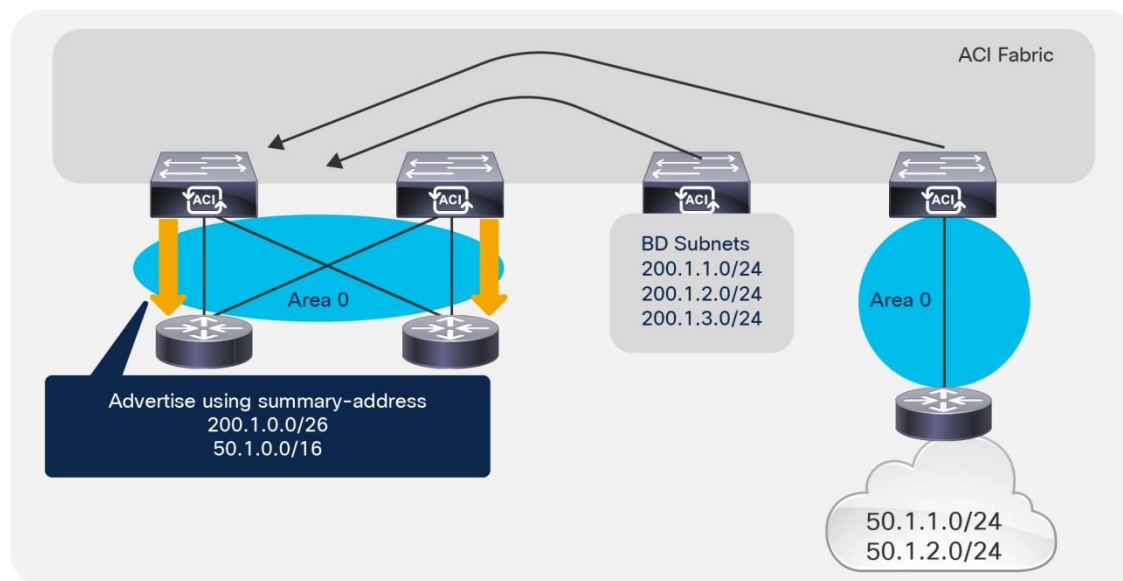 ACI Fabric
ACI
ACI
ACI
ACI
BD Subnets
200.1.1.0/24
200.1.2.0/24
200.1.3.0/24
Area 0
Area 0
Advertise using summary-address
200.1.0.0/26
50.1.0.0/16
50.1.1.0/24
50.1.2.0/24